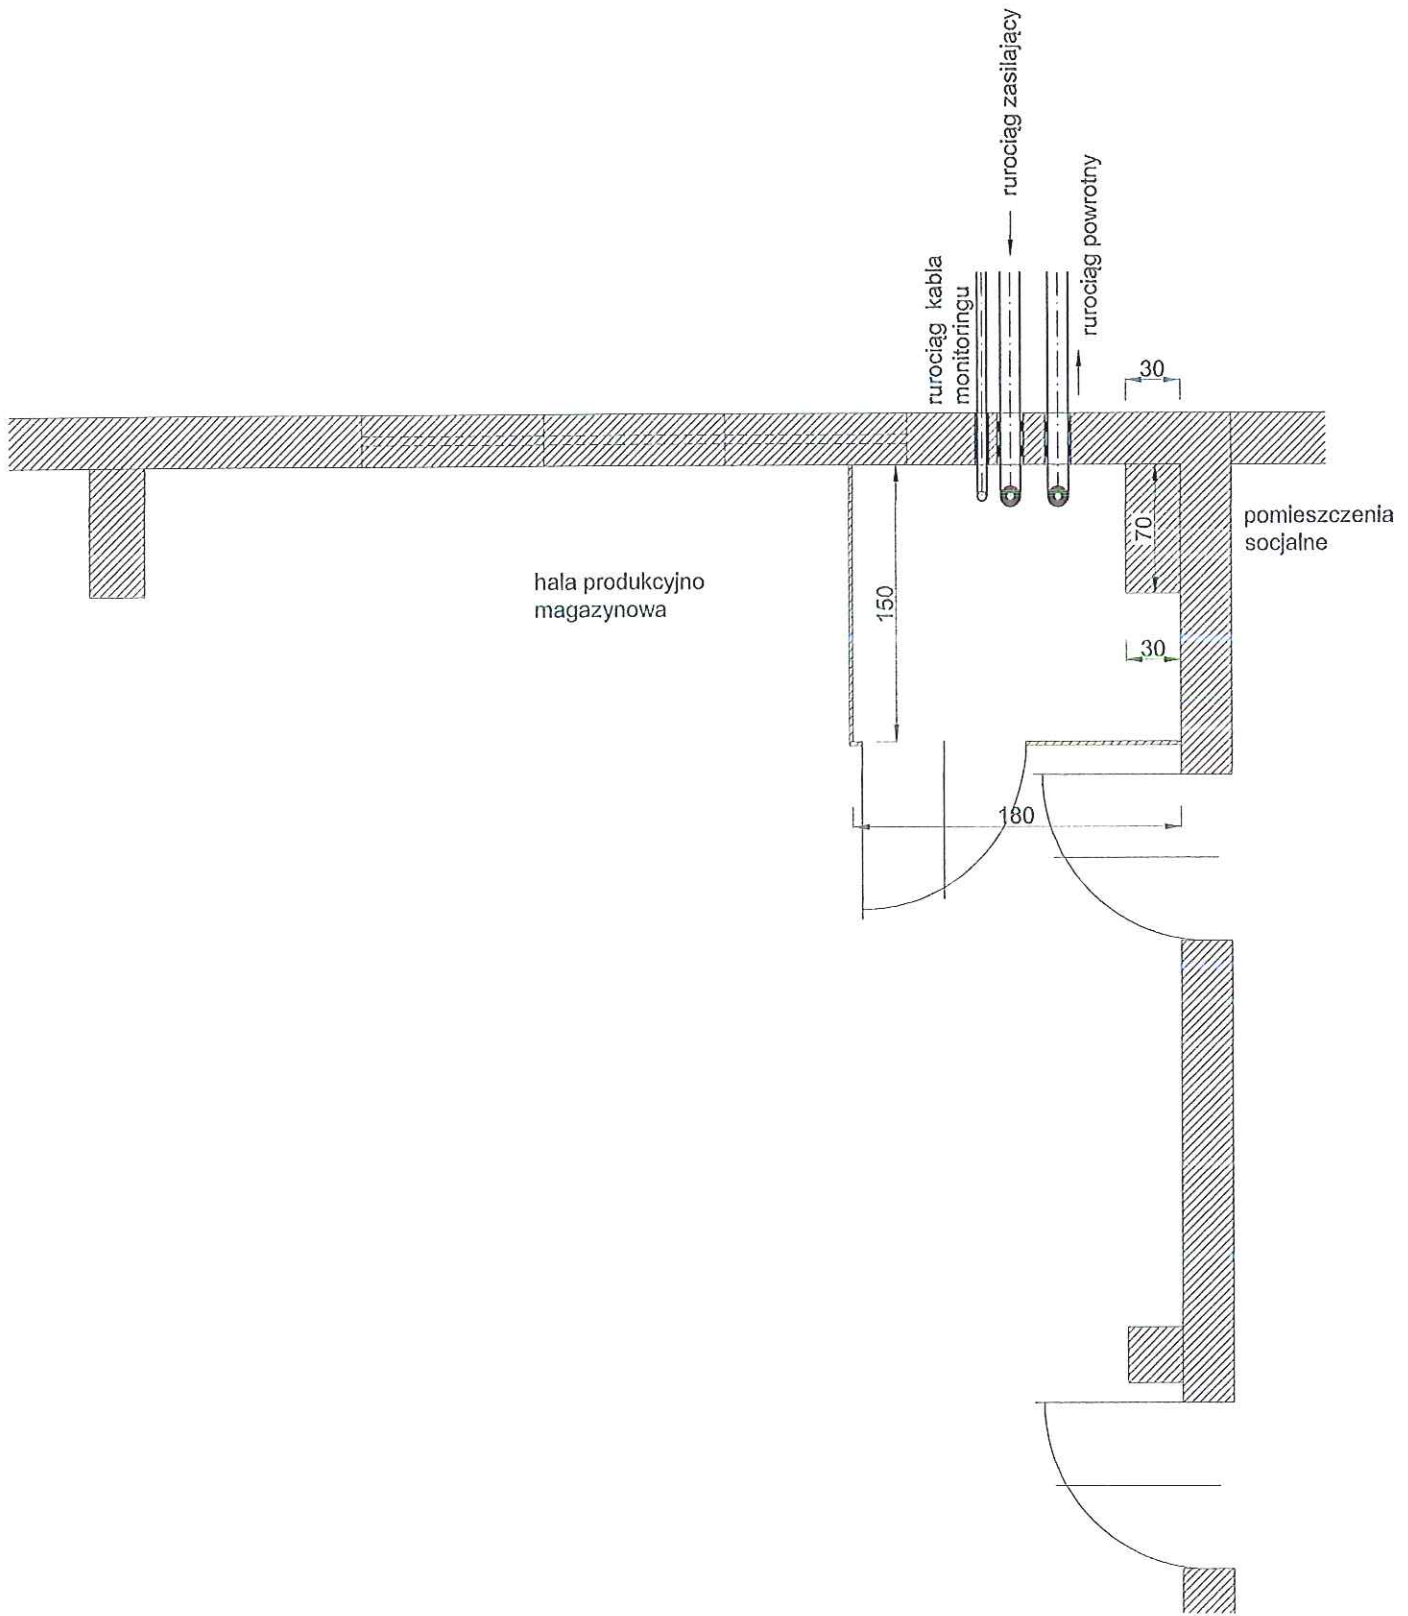 rurociąg zasilający
rurociąg powrotny
rurociąg kabla
monitoringu
30
70
pomieszczenia
socjalne
hala produkcyjno
magazynowa
150
30
180